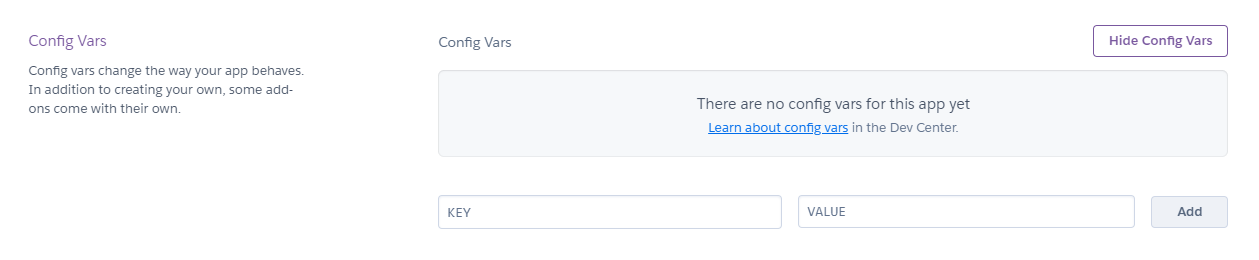 Config Vars
Config vars change the way your app behaves.
In addition to creating your own, some add-
ons come with their own.
Config Vars
Hide Config Vars
There are no config vars for this app yet
Learn about config vars in the Dev Center.
KEY
VALUE
Add